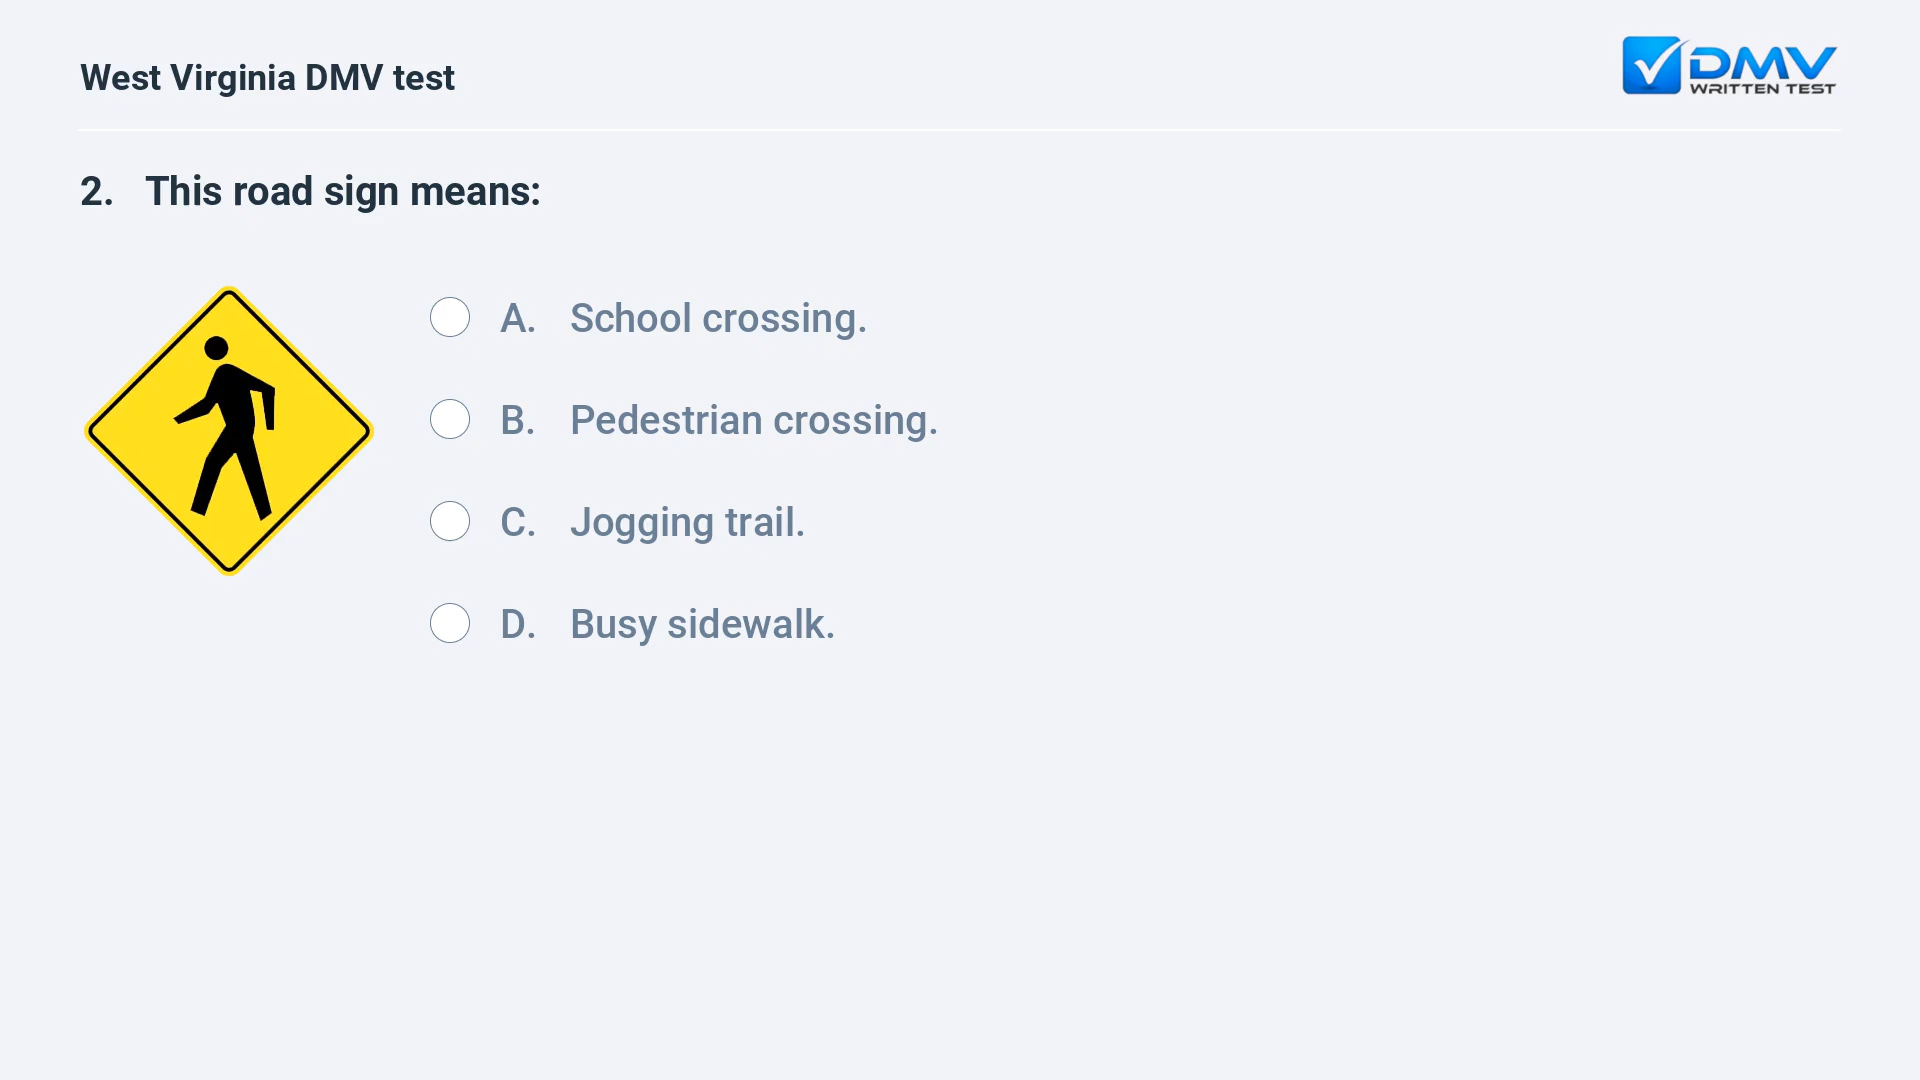 West Virginia DMV test
DMV
WRITTEN TEST
2. This road sign means:
A. School crossing.
B. Pedestrian crossing.
C. Jogging trail.
D. Busy sidewalk.